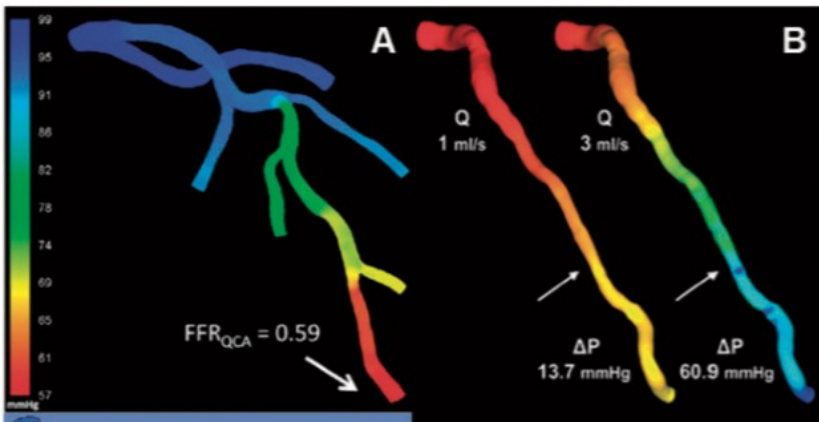 99
95
91
86
82
78
74
69
65
61
57
mmHg
A
FFRQCA = 0.59
B
Q
1 ml/s
Q
3 ml/s
ΔP
13.7 mmHg
ΔP
60.9 mmHg